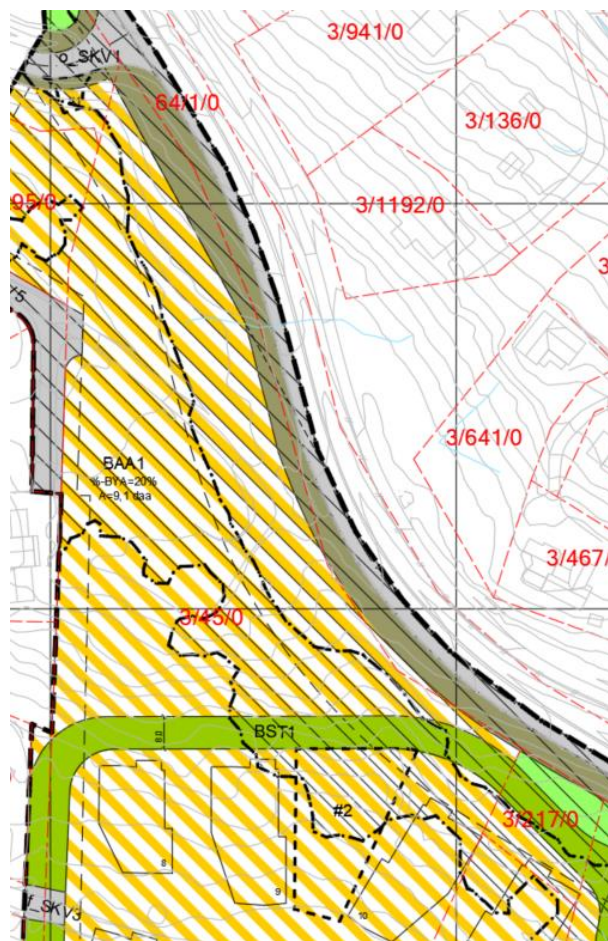 3/941/0
o_SKV1
64/1/0
3/136/0
95/0
3/1192/0
3/641/0
BAA1
%-BYA=20%
A=9,1 daa
3/467/
3/45/0
8.0
BST1
#2
3/217/0
8
9
10
f_SKV3